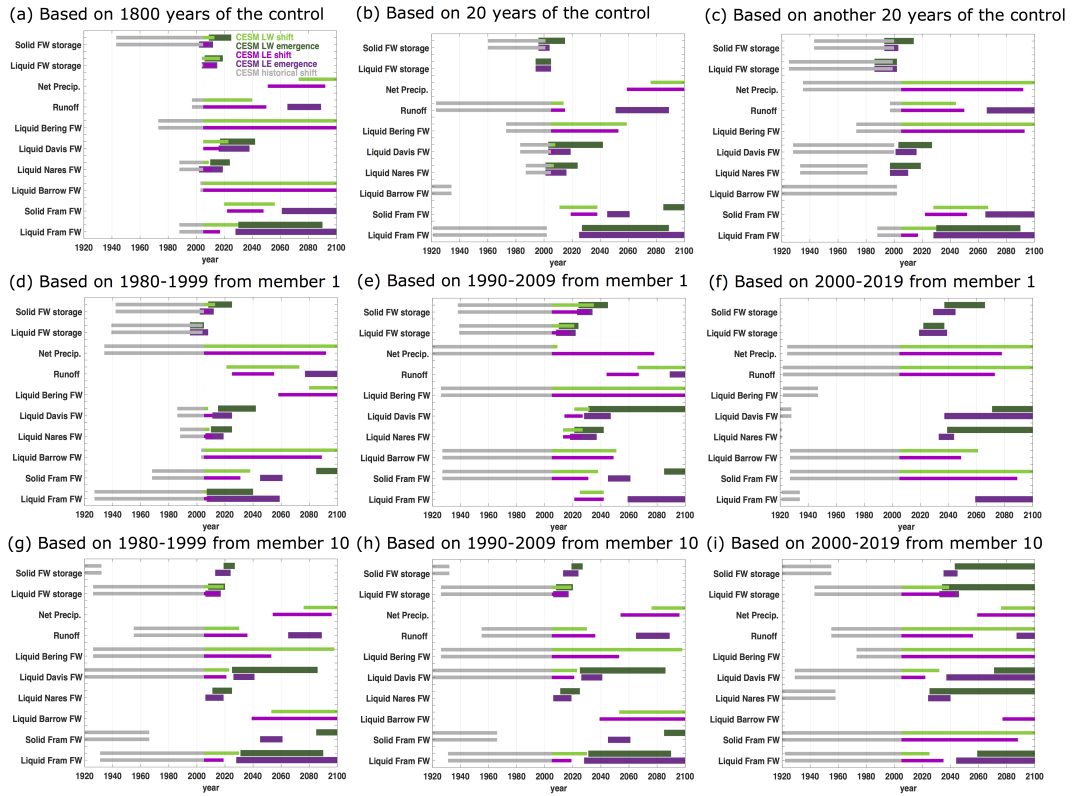 (a) Based on 1800 years of the control
CESM LW shift
CESM LW emergence
CESM LE shift
CESM LE emergence
CESM historical shift
Solid FW storage
Liquid FW storage
Net Precip.
Runoff
Liquid Bering FW
Liquid Davis FW
Liquid Nares FW
Liquid Barrow FW
Solid Fram FW
Liquid Fram FW
1920 1940 1960 1980 2000 2020 2040 2060 2080 2100
year
(b) Based on 20 years of the control
Solid FW storage
Liquid FW storage
Net Precip.
Runoff
Liquid Bering FW
Liquid Davis FW
Liquid Nares FW
Liquid Barrow FW
Solid Fram FW
Liquid Fram FW
1920 1940 1960 1980 2000 2020 2040 2060 2080 2100
year
(c) Based on another 20 years of the control
Solid FW storage
Liquid FW storage
Net Precip.
Runoff
Liquid Bering FW
Liquid Davis FW
Liquid Nares FW
Liquid Barrow FW
Solid Fram FW
Liquid Fram FW
1920 1940 1960 1980 2000 2020 2040 2060 2080 2100
year
(d) Based on 1980-1999 from member 1
Solid FW storage
Liquid FW storage
Net Precip.
Runoff
Liquid Bering FW
Liquid Davis FW
Liquid Nares FW
Liquid Barrow FW
Solid Fram FW
Liquid Fram FW
1920 1940 1960 1980 2000 2020 2040 2060 2080 2100
year
(e) Based on 1990-2009 from member 1
Solid FW storage
Liquid FW storage
Net Precip.
Runoff
Liquid Bering FW
Liquid Davis FW
Liquid Nares FW
Liquid Barrow FW
Solid Fram FW
Liquid Fram FW
1920 1940 1960 1980 2000 2020 2040 2060 2080 2100
year
(f) Based on 2000-2019 from member 1
Solid FW storage
Liquid FW storage
Net Precip.
Runoff
Liquid Bering FW
Liquid Davis FW
Liquid Nares FW
Liquid Barrow FW
Solid Fram FW
Liquid Fram FW
1920 1940 1960 1980 2000 2020 2040 2060 2080 2100
year
(g) Based on 1980-1999 from member 10
Solid FW storage
Liquid FW storage
Net Precip.
Runoff
Liquid Bering FW
Liquid Davis FW
Liquid Nares FW
Liquid Barrow FW
Solid Fram FW
Liquid Fram FW
1920 1940 1960 1980 2000 2020 2040 2060 2080 2100
year
(h) Based on 1990-2009 from member 10
Solid FW storage
Liquid FW storage
Net Precip.
Runoff
Liquid Bering FW
Liquid Davis FW
Liquid Nares FW
Liquid Barrow FW
Solid Fram FW
Liquid Fram FW
1920 1940 1960 1980 2000 2020 2040 2060 2080 2100
year
(i) Based on 2000-2019 from member 10
Solid FW storage
Liquid FW storage
Net Precip.
Runoff
Liquid Bering FW
Liquid Davis FW
Liquid Nares FW
Liquid Barrow FW
Solid Fram FW
Liquid Fram FW
1920 1940 1960 1980 2000 2020 2040 2060 2080 2100
year